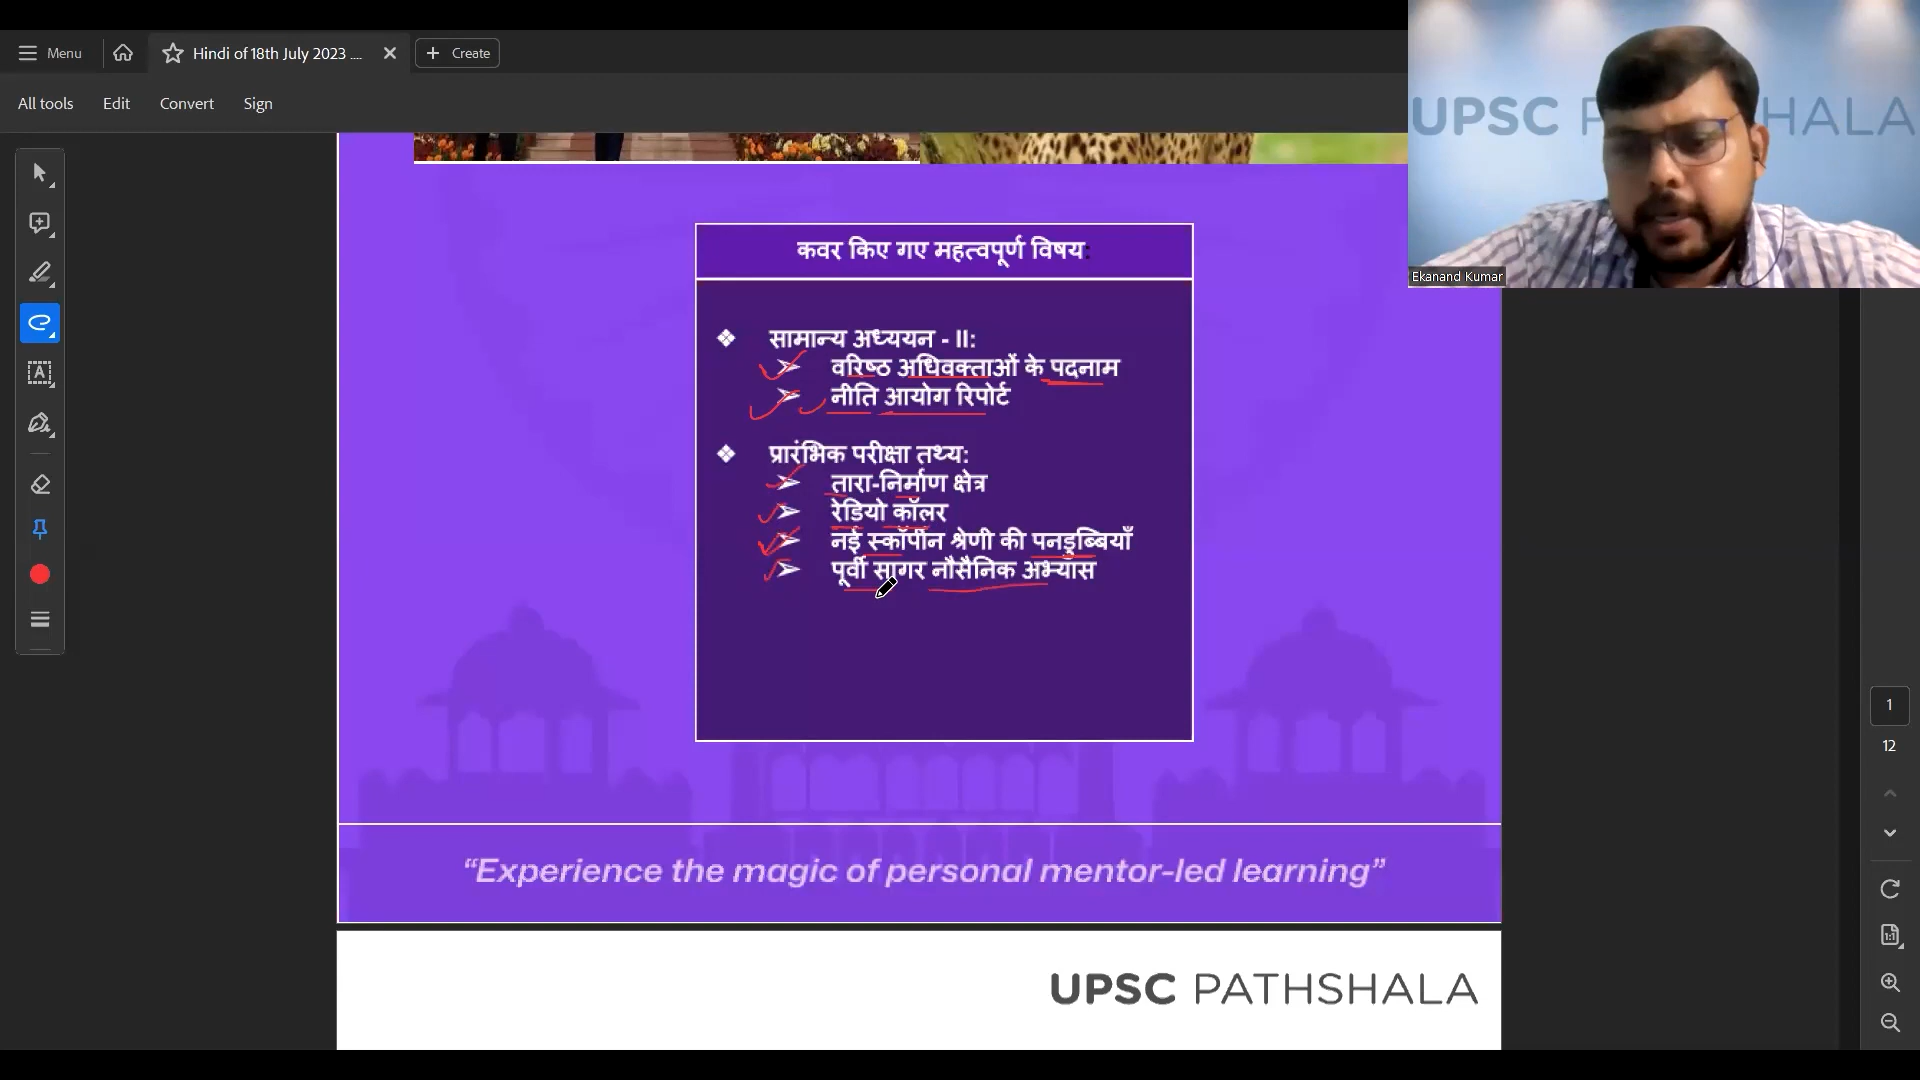 Menu
Hindi of 18th July 2023 ....
Create
All tools
Edit
Convert
Sign
UPSC PATHSHALA
Ekanand Kumar
कवर किए गए महत्वपूर्ण विषय:
❖ सामान्य अध्ययन - II:
➢ वरिष्ठ अधिवक्ताओं के पदनाम
➢ नीति आयोग रिपोर्ट
❖ प्रारंभिक परीक्षा तथ्य:
➢ तारा-निर्माण क्षेत्र
➢ रेडियो कॉलर
➢ नई स्कॉर्पीन श्रेणी की पनडुब्बियाँ
➢ पूर्वी सागर नौसैनिक अभ्यास
1
12
“Experience the magic of personal mentor-led learning”
UPSC PATHSHALA